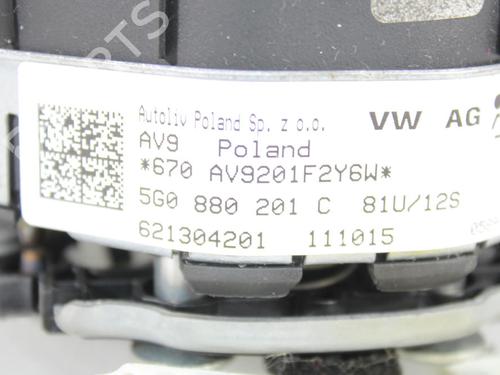 Autoliv Poland Sp. z o.o. VW AG
AV9 Poland
*670 AV9201F2Y6W*
5G0 880 201 C 81U/12S
621304201 111015